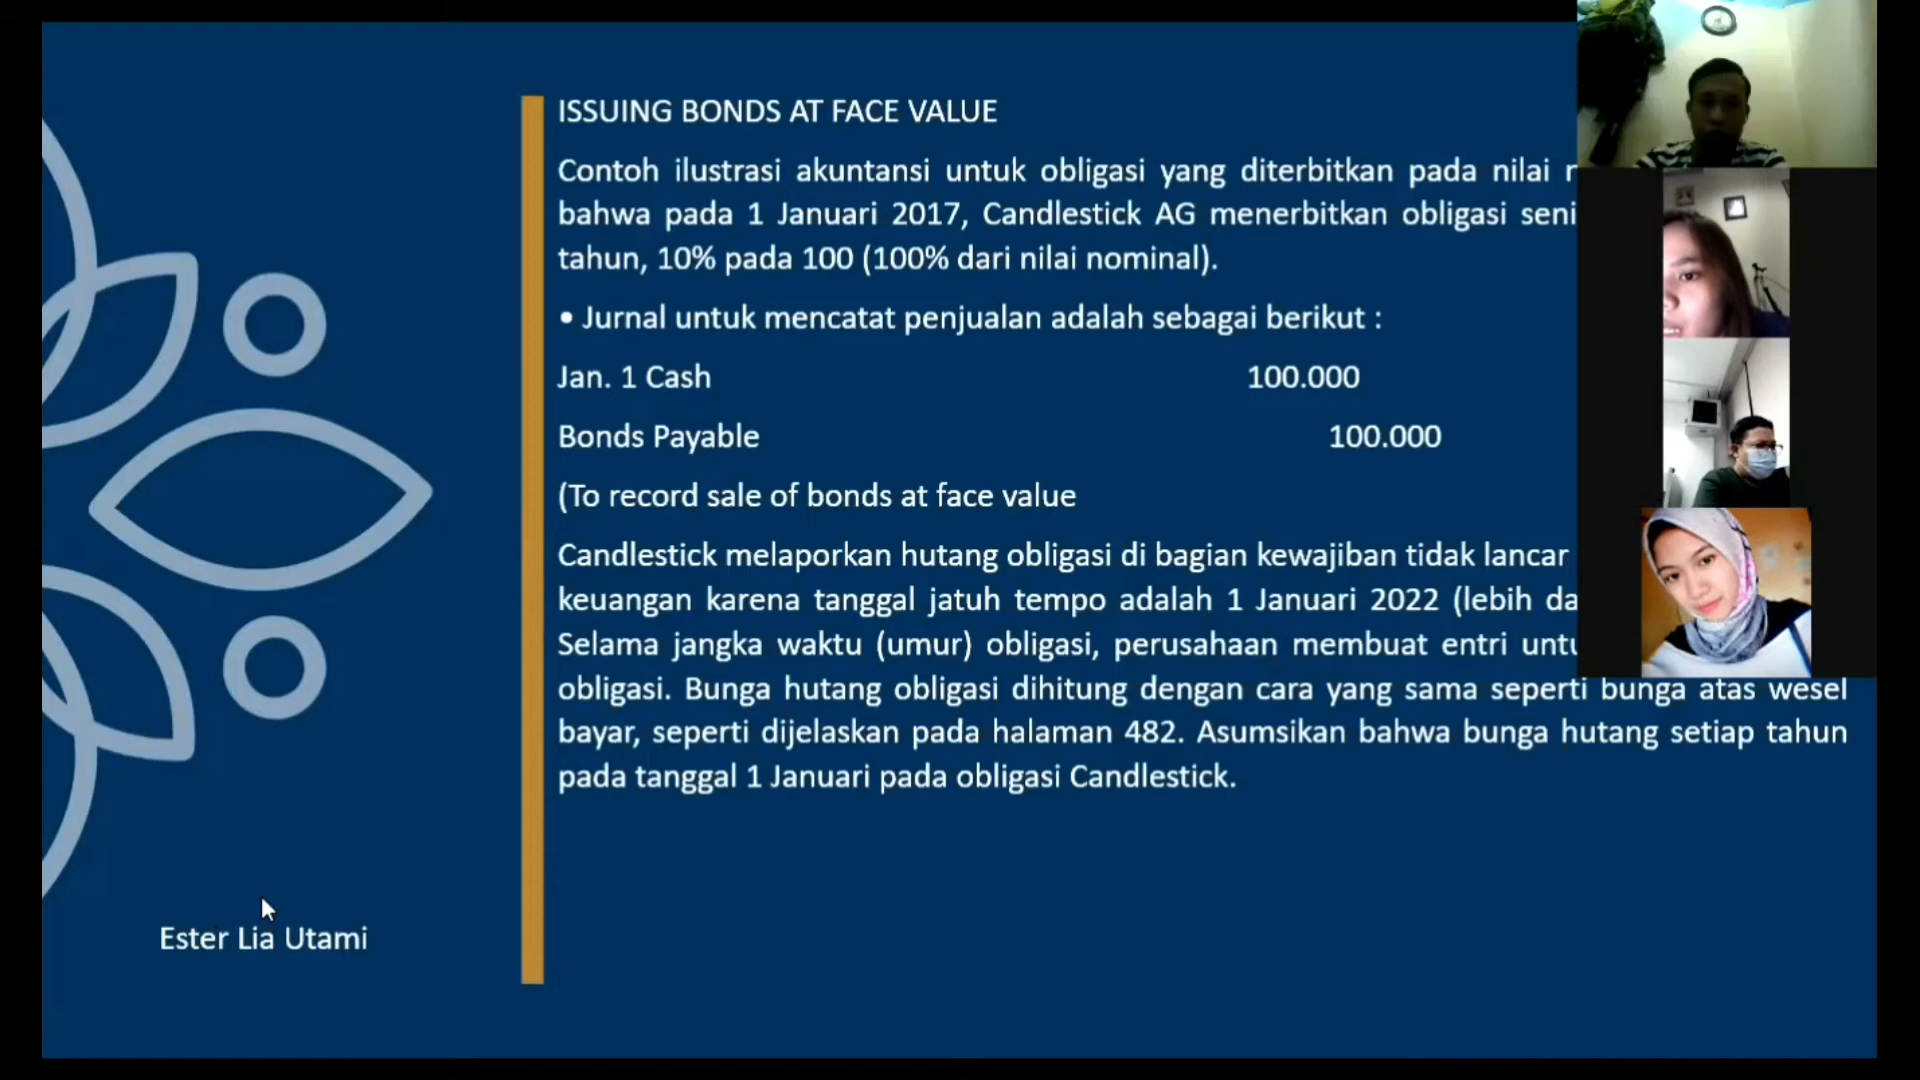 ISSUING BONDS AT FACE VALUE
Contoh ilustrasi akuntansi untuk obligasi yang diterbitkan pada nilai
bahwa pada 1 Januari 2017, Candlestick AG menerbitkan obligasi
tahun, 10% pada 100 (100% dari nilai nominal).
• Jurnal untuk mencatat penjualan adalah sebagai berikut :
Jan. 1 Cash 100.000
Bonds Payable 100.000
(To record sale of bonds at face value
Candlestick melaporkan hutang obligasi di bagian kewajiban tidak lancar
keuangan karena tanggal jatuh tempo adalah 1 Januari 2022 (lebih
Selama jangka waktu (umur) obligasi, perusahaan membuat entri
obligasi. Bunga hutang obligasi dihitung dengan cara yang sama seperti bunga atas wesel
bayar, seperti dijelaskan pada halaman 482. Asumsikan bahwa bunga hutang setiap tahun
pada tanggal 1 Januari pada obligasi Candlestick.
Ester Lia Utami